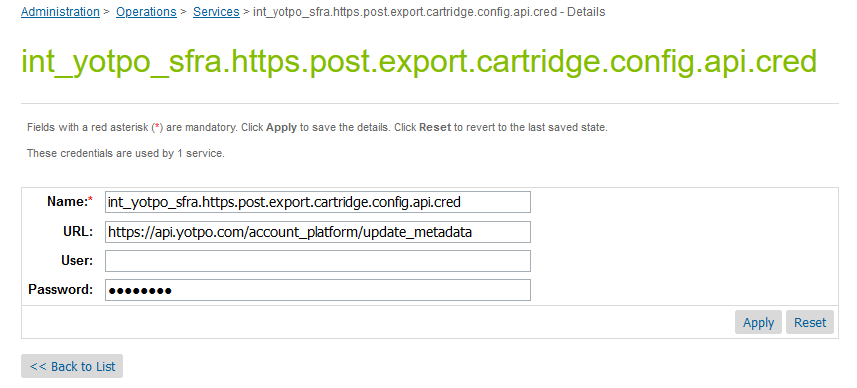 Administration > Operations > Services > int_yotpo_sfra.https.post.export.cartridge.config.api.cred - Details
int_yotpo_sfra.https.post.export.cartridge.config.api.cred
Fields with a red asterisk (*) are mandatory. Click Apply to save the details. Click Reset to revert to the last saved state.
These credentials are used by 1 service.
Name:* int_yotpo_sfra.https.post.export.cartridge.config.api.cred
URL: https://api.yotpo.com/account_platform/update_metadata
User:
Password: ●●●●●●●●
Apply Reset
<< Back to List